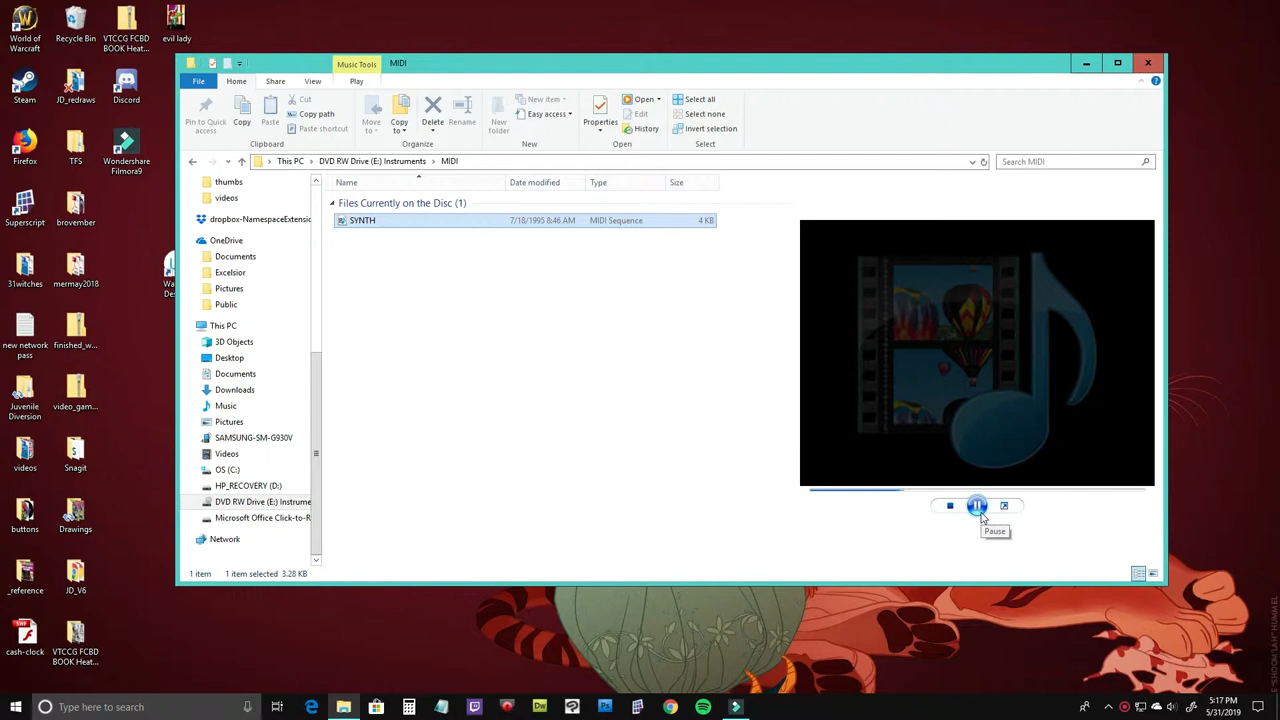 World of Warcraft
Recycle Bin
VTCCG FCBD BOOK Heat...
evil lady
Steam
JD_redraws
Discord
Firefox
TFS
Wondershare Filmora9
Superscript
brovember
31witches
mermay2018
new network pass
finished_w...
Juvenile Diversion
video_gam...
videos
Snagit
buttons
Drawings
_reference
JD_V6
cash-clock
VTCCG FCBD BOOK Heat...
Music Tools MIDI
File Home Share View Play
Pin to Quick access
Copy
Paste
Cut
Copy path
Paste shortcut
Clipboard
Move to
Copy to
Delete
Rename
Organize
New folder
New item
Easy access
New
Properties
Open
Edit
History
Open
Select all
Select none
Invert selection
Select
This PC DVD RW Drive (E:) Instruments MIDI
Search MIDI
Name Date modified Type Size
Files Currently on the Disc (1)
SYNTH 7/18/1995 8:46 AM MIDI Sequence 4 KB
thumbs
videos
dropbox-NamespaceExtensio
OneDrive
Documents
Excelsior
Pictures
Public
This PC
3D Objects
Desktop
Documents
Downloads
Music
Pictures
SAMSUNG-SM-G930V
Videos
OS (C:)
HP_RECOVERY (D:)
DVD RW Drive (E:) Instrume
Microsoft Office Click-to-R
Network
Pause
1 item 1 item selected 3.28 KB
Type here to search
5:17 PM
5/31/2019